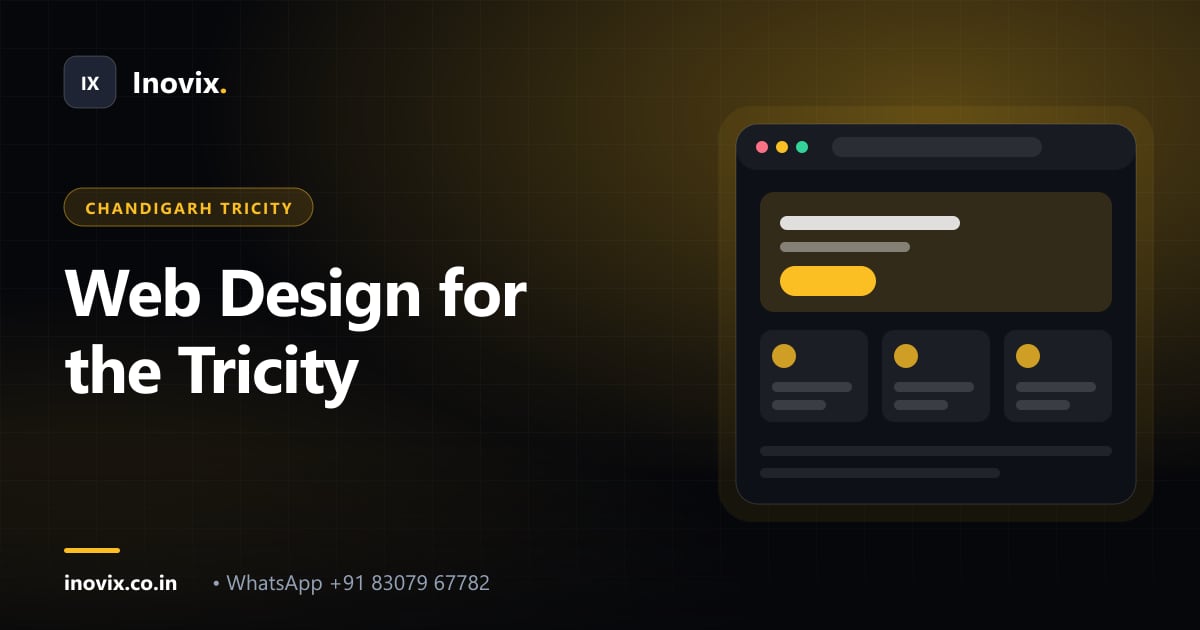 IX
Inovix.
CHANDIGARH TRICITY
Web Design for
the Tricity
inovix.co.in • WhatsApp +91 83079 67782